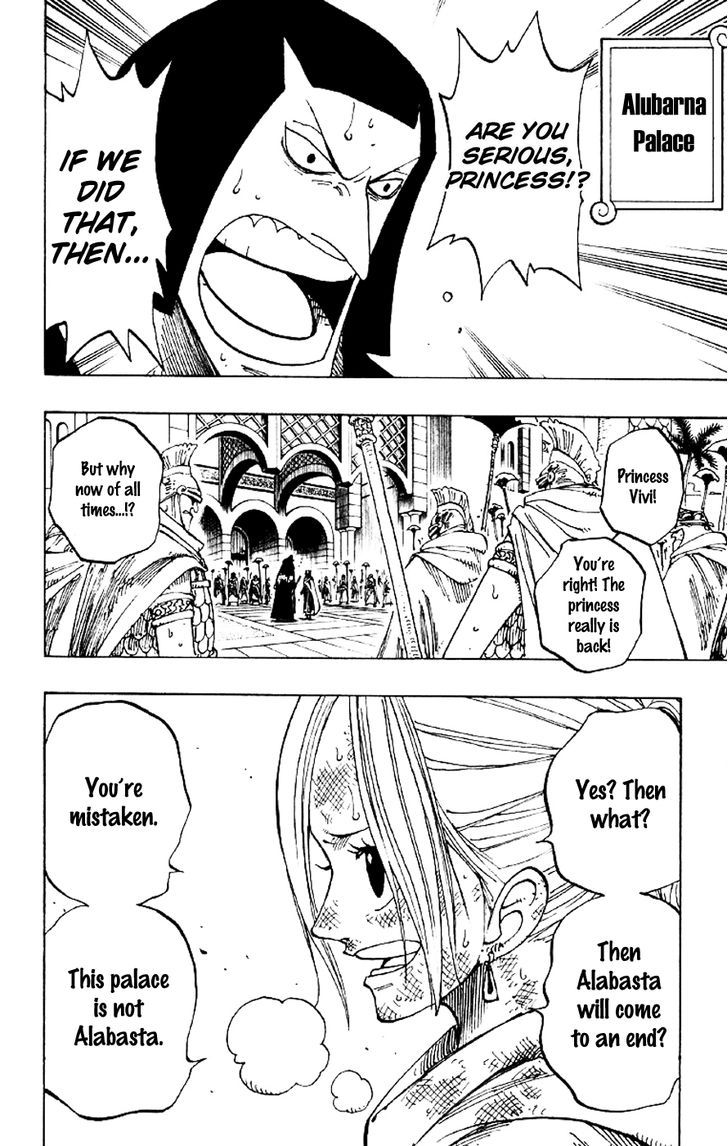 Alubarna
Palace
ARE YOU
SERIOUS,
PRINCESS!?
IF WE
DID
THAT,
THEN...
Princess
Vivi!
You're
right! The
princess
really is
back!
But why
now of all
times...!?
Yes? Then
what?
Then
Alabasta
will come
to an end?
You're
mistaken.
This palace
is not
Alabasta.